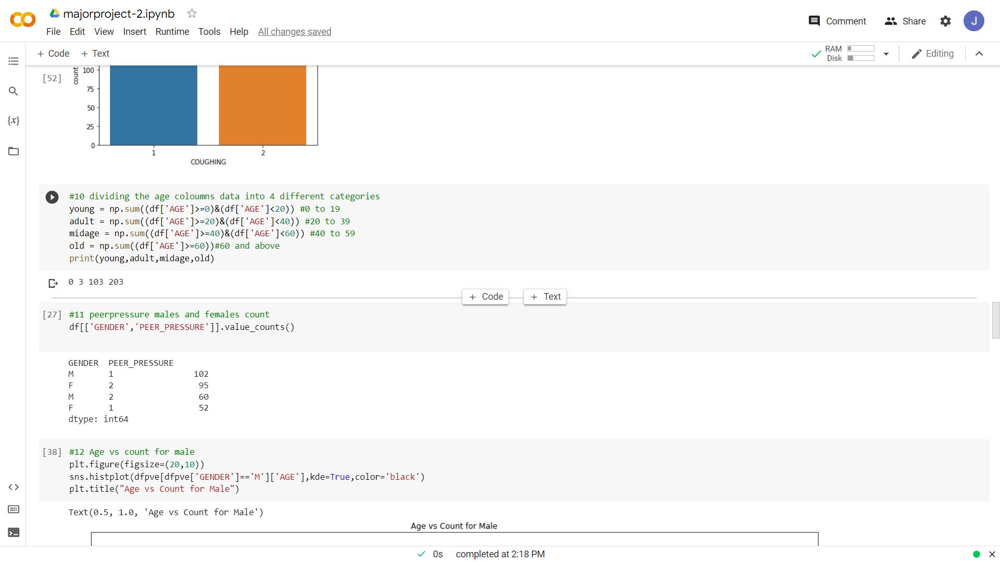 majorproject-2.ipynb
File Edit View Insert Runtime Tools Help All changes saved
Comment Share J
+ Code + Text
RAM
Disk
Editing
[52]
count
100
75
50
25
0
1 2
COUGHING
{x}
#10 dividing the age coloumns data into 4 different categories
young = np.sum((df['AGE']>=0)&(df['AGE']<20)) #0 to 19
adult = np.sum((df['AGE']>=20)&(df['AGE']<40)) #20 to 39
midage = np.sum((df['AGE']>=40)&(df['AGE']<60)) #40 to 59
old = np.sum((df['AGE']>=60))#60 and above
print(young,adult,midage,old)
0 3 103 203
+ Code + Text
[27] #11 peerpressure males and females count
df[['GENDER','PEER_PRESSURE']].value_counts()
GENDER PEER_PRESSURE
M 1 102
F 2 95
M 2 60
F 1 52
dtype: int64
[38] #12 Age vs count for male
plt.figure(figsize=(20,10))
sns.histplot(dfpve[dfpve['GENDER']=='M']['AGE'],kde=True,color='black')
plt.title("Age vs Count for Male")
Text(0.5, 1.0, 'Age vs Count for Male')
Age vs Count for Male
0s completed at 2:18 PM